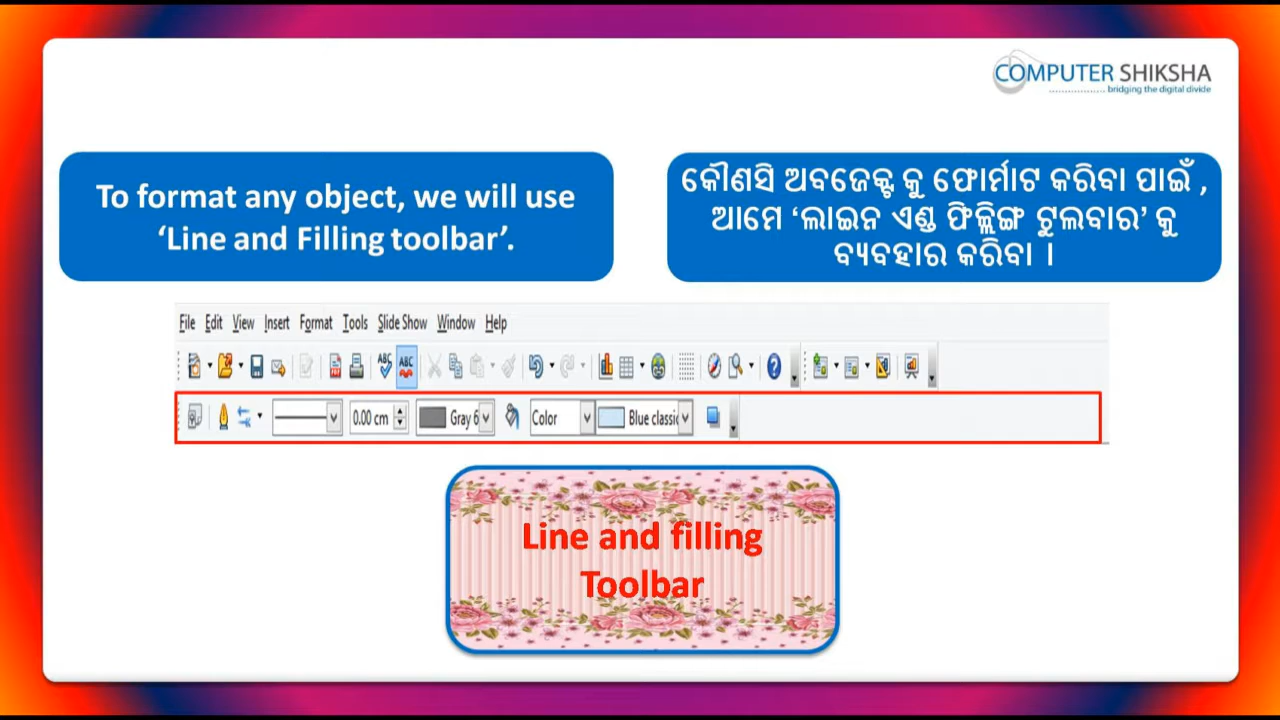 COMPUTER SHIKSHA
bridging the digital divide
To format any object, we will use
‘Line and Filling toolbar’.
କୌଣସି ଅବଜେକ୍ଟ କୁ ଫୋର୍ମାଟ କରିବା ପାଇଁ ,
ଆମେ ‘ଲାଇନ ଏଣ୍ଡ ଫିଲ୍ଲିଙ୍ଗ ଟୁଲବାର’ କୁ
ବ୍ୟବହାର କରିବା ।
File Edit View Insert Format Tools Slide Show Window Help
ABC ABC
0.00 cm Gray 6 Color Blue classic
Line and filling
Toolbar